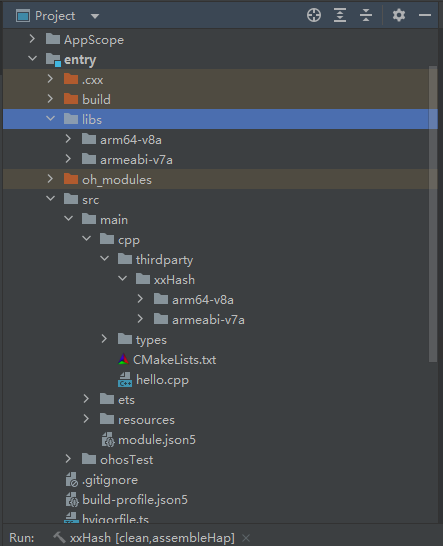 Project
AppScope
entry
.cxx
build
libs
arm64-v8a
armeabi-v7a
oh_modules
src
main
cpp
thirdparty
xxHash
arm64-v8a
armeabi-v7a
types
CMakeLists.txt
hello.cpp
ets
resources
module.json5
ohosTest
.gitignore
build-profile.json5
hvigorfile.ts
Run: xxHash [clean,assembleHap]